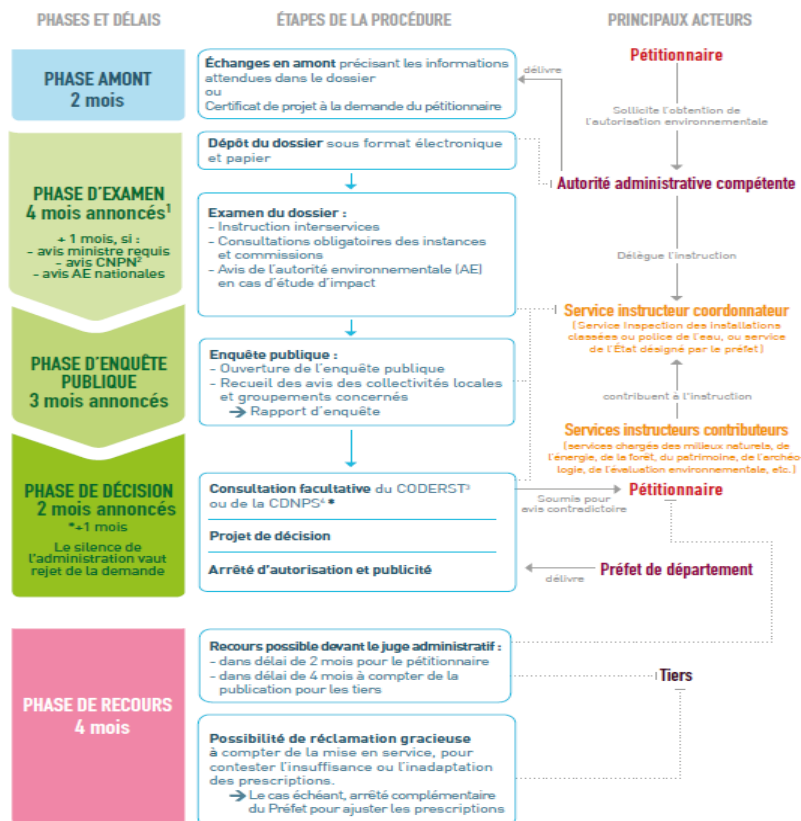 PHASES ET DÉLAIS
ÉTAPES DE LA PROCÉDURE
PRINCIPAUX ACTEURS
PHASE AMONT
2 mois
Échanges en amont précisant les informations
attendues dans le dossier
ou
Certificat de projet à la demande du pétitionnaire
délivre
Pétitionnaire
Sollicite l'obtention de
l'autorisation environnementale
Dépôt du dossier sous format électronique
et papier
Autorité administrative compétente
PHASE D'EXAMEN
4 mois annoncés¹
+ 1 mois, si :
- avis ministre requis
- avis CNPN²
- avis AE nationales
Examen du dossier :
- Instruction interservices
- Consultations obligatoires des instances
et commissions
- Avis de l'autorité environnementale (AE)
en cas d'étude d'impact
Délègue l'instruction
Service instructeur coordonnateur
(Service Inspection des installations
classées ou police de l'eau, ou service
de l'État désigné par le préfet)
PHASE D'ENQUÊTE
PUBLIQUE
3 mois annoncés
Enquête publique :
- Ouverture de l'enquête publique
- Recueil des avis des collectivités locales
et groupements concernés
→ Rapport d'enquête
contribuent à l'instruction
Services instructeurs contributeurs
(services chargés des milieux naturels, de
l'énergie, de la forêt, du patrimoine, de l'archéo
logie, de l'évaluation environnementale, etc.)
PHASE DE DÉCISION
2 mois annoncés
*+1 mois
Le silence de
l'administration vaut
rejet de la demande
Consultation facultative du CODERST³
ou de la CDNPS⁴ *
Projet de décision
Arrêté d'autorisation et publicité
Soumis pour
avis contradictoire
Pétitionnaire
délivre
Préfet de département
PHASE DE RECOURS
4 mois
Recours possible devant le juge administratif :
- dans délai de 2 mois pour le pétitionnaire
- dans délai de 4 mois à compter de la
publication pour les tiers
Tiers
Possibilité de réclamation gracieuse
à compter de la mise en service, pour
contester l'insuffisance ou l'inadaptation
des prescriptions.
→ Le cas échéant, arrêté complémentaire
du Préfet pour ajuster les prescriptions